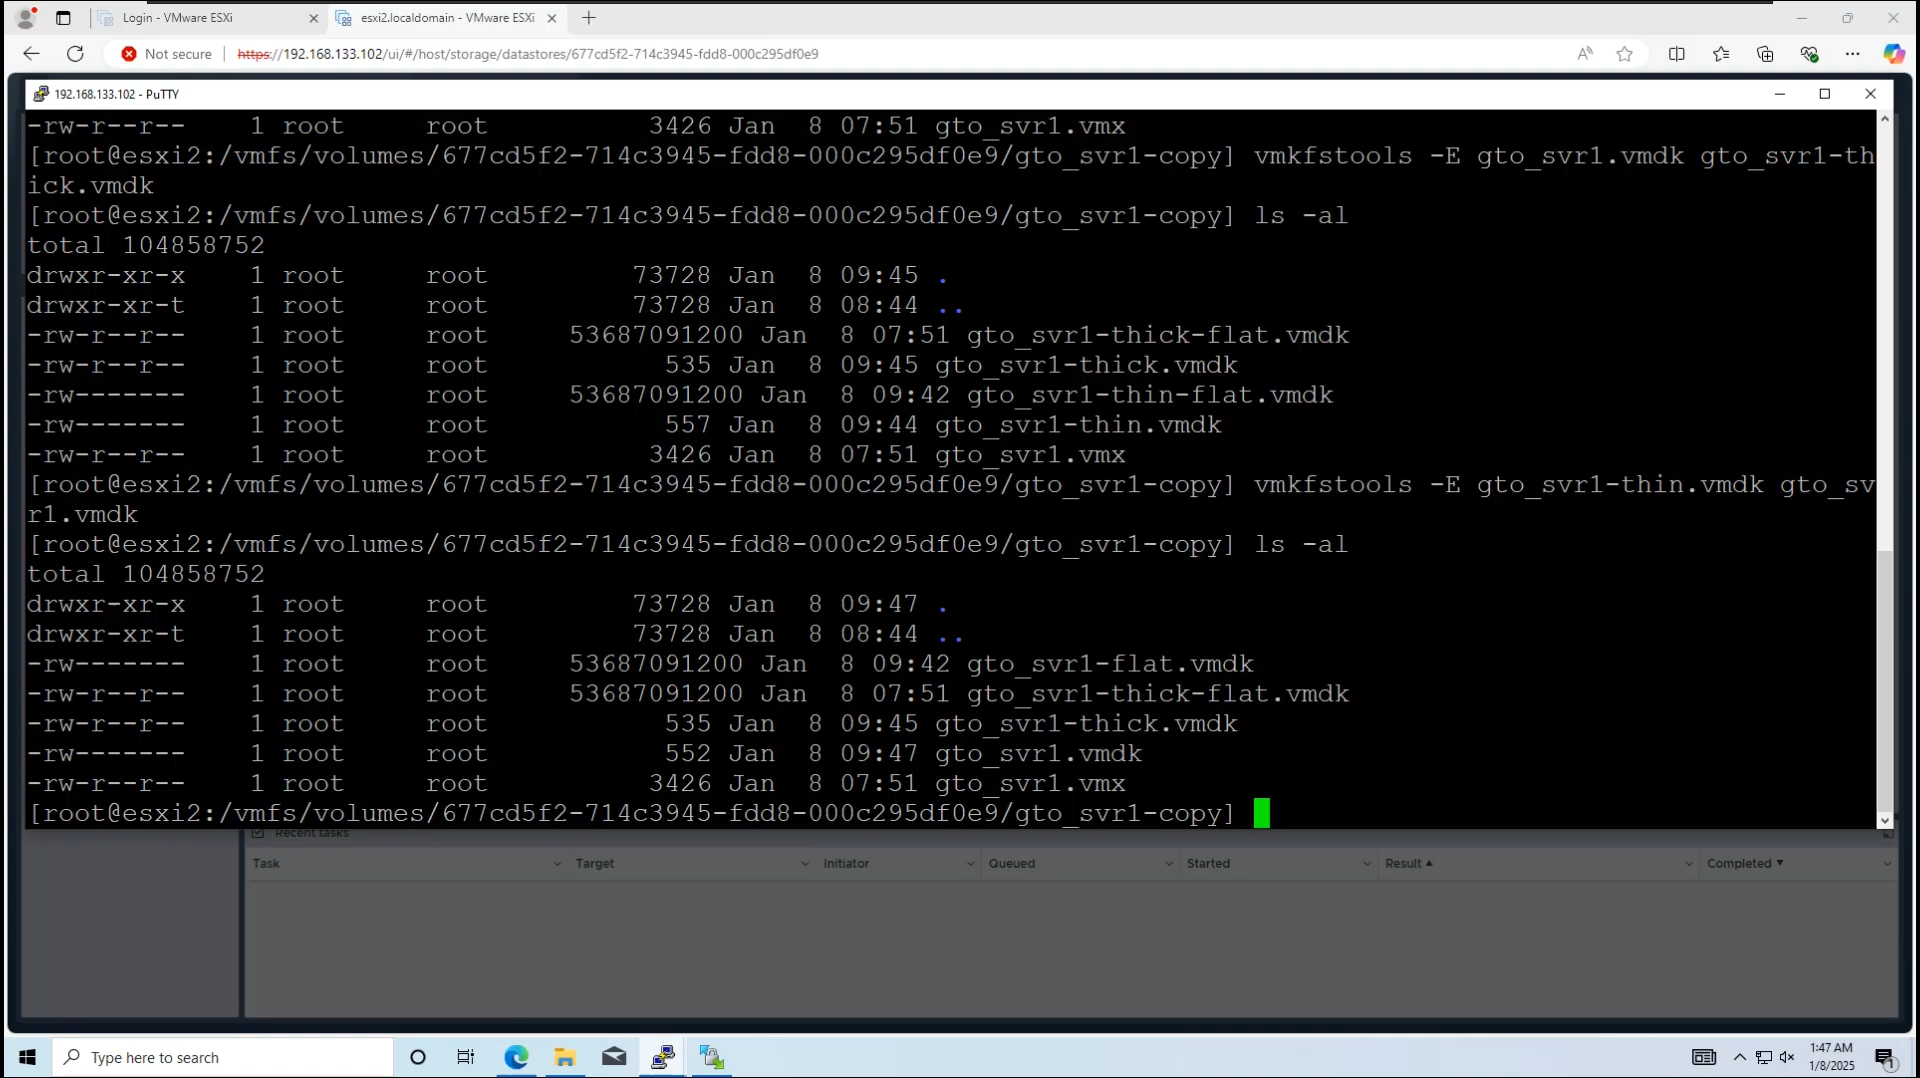 Login - VMware ESXi
esxi2.localdomain - VMware ESXi
Not secure
https://192.168.133.102/ui/#/host/storage/datastores/677cd5f2-714c3945-fdd8-000c295df0e9
192.168.133.102 - PuTTY
-rw-r--r--    1 root     root          3426 Jan  8 07:51 gto_svr1.vmx
[root@esxi2:/vmfs/volumes/677cd5f2-714c3945-fdd8-000c295df0e9/gto_svr1-copy] vmkfstools -E gto_svr1.vmdk gto_svr1-th
ick.vmdk
[root@esxi2:/vmfs/volumes/677cd5f2-714c3945-fdd8-000c295df0e9/gto_svr1-copy] ls -al
total 104858752
drwxr-xr-x    1 root     root         73728 Jan  8 09:45 .
drwxr-xr-t    1 root     root         73728 Jan  8 08:44 ..
-rw-r--r--    1 root     root     53687091200 Jan  8 07:51 gto_svr1-thick-flat.vmdk
-rw-r--r--    1 root     root           535 Jan  8 09:45 gto_svr1-thick.vmdk
-rw-------    1 root     root     53687091200 Jan  8 09:42 gto_svr1-thin-flat.vmdk
-rw-------    1 root     root           557 Jan  8 09:44 gto_svr1-thin.vmdk
-rw-r--r--    1 root     root          3426 Jan  8 07:51 gto_svr1.vmx
[root@esxi2:/vmfs/volumes/677cd5f2-714c3945-fdd8-000c295df0e9/gto_svr1-copy] vmkfstools -E gto_svr1-thin.vmdk gto_sv
r1.vmdk
[root@esxi2:/vmfs/volumes/677cd5f2-714c3945-fdd8-000c295df0e9/gto_svr1-copy] ls -al
total 104858752
drwxr-xr-x    1 root     root         73728 Jan  8 09:47 .
drwxr-xr-t    1 root     root         73728 Jan  8 08:44 ..
-rw-------    1 root     root     53687091200 Jan  8 09:42 gto_svr1-flat.vmdk
-rw-r--r--    1 root     root     53687091200 Jan  8 07:51 gto_svr1-thick-flat.vmdk
-rw-r--r--    1 root     root           535 Jan  8 09:45 gto_svr1-thick.vmdk
-rw-------    1 root     root           552 Jan  8 09:47 gto_svr1.vmdk
-rw-r--r--    1 root     root          3426 Jan  8 07:51 gto_svr1.vmx
[root@esxi2:/vmfs/volumes/677cd5f2-714c3945-fdd8-000c295df0e9/gto_svr1-copy]
Recent tasks
Task Target Initiator Queued Started Result Completed
Type here to search
1:47 AM
1/8/2025
1